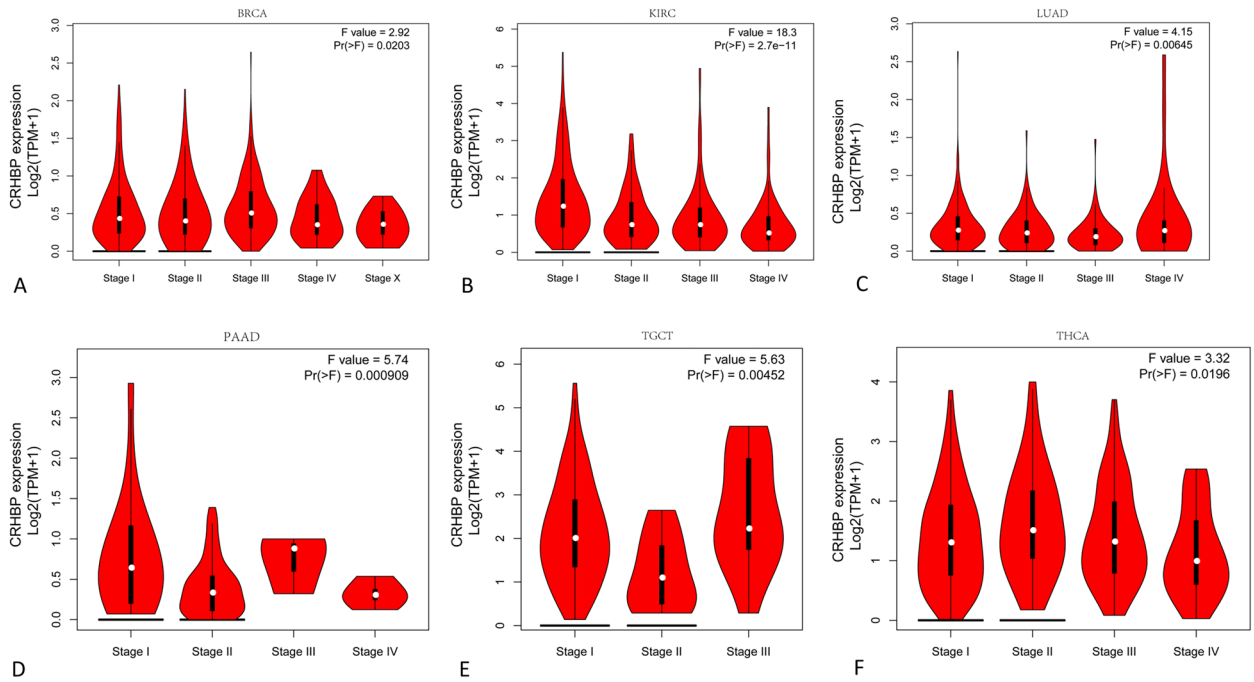 BRCA
F value = 2.92
Pr(>F) = 0.0203
CRHBP expression
Log2(TPM+1)
3.0
2.5
2.0
1.5
1.0
0.5
0.0
Stage I Stage II Stage III Stage IV Stage X
A
KIRC
F value = 18.3
Pr(>F) = 2.7e−11
CRHBP expression
Log2(TPM+1)
6
5
4
3
2
1
0
Stage I Stage II Stage III Stage IV
B
LUAD
F value = 4.15
Pr(>F) = 0.00645
CRHBP expression
Log2(TPM+1)
3.0
2.5
2.0
1.5
1.0
0.5
0.0
Stage I Stage II Stage III Stage IV
C
PAAD
F value = 5.74
Pr(>F) = 0.000909
CRHBP expression
Log2(TPM+1)
3.0
2.5
2.0
1.5
1.0
0.5
0.0
Stage I Stage II Stage III Stage IV
D
TGCT
F value = 5.63
Pr(>F) = 0.00452
CRHBP expression
Log2(TPM+1)
6
5
4
3
2
1
0
Stage I Stage II Stage III
E
THCA
F value = 3.32
Pr(>F) = 0.0196
CRHBP expression
Log2(TPM+1)
4
3
2
1
0
Stage I Stage II Stage III Stage IV
F